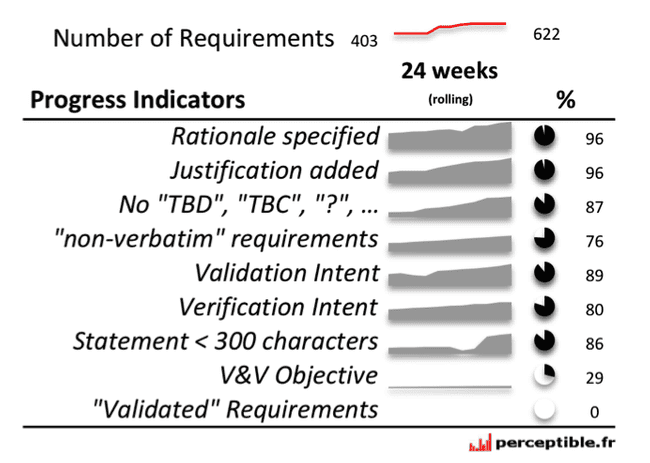 Number of Requirements 403 622
24 weeks
Progress Indicators (rolling) %
Rationale specified 96
Justification added 96
No "TBD", "TBC", "?", ... 87
"non-verbatim" requirements 76
Validation Intent 89
Verification Intent 80
Statement < 300 characters 86
V&V Objective 29
"Validated" Requirements 0
perceptible.fr